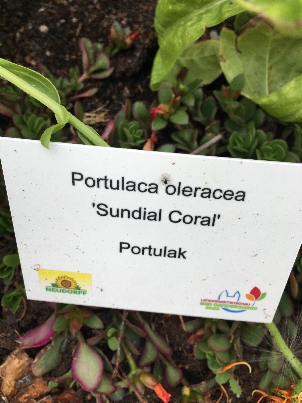 Portulaca oleracea
'Sundial Coral'
Portulak
NEUDORFF